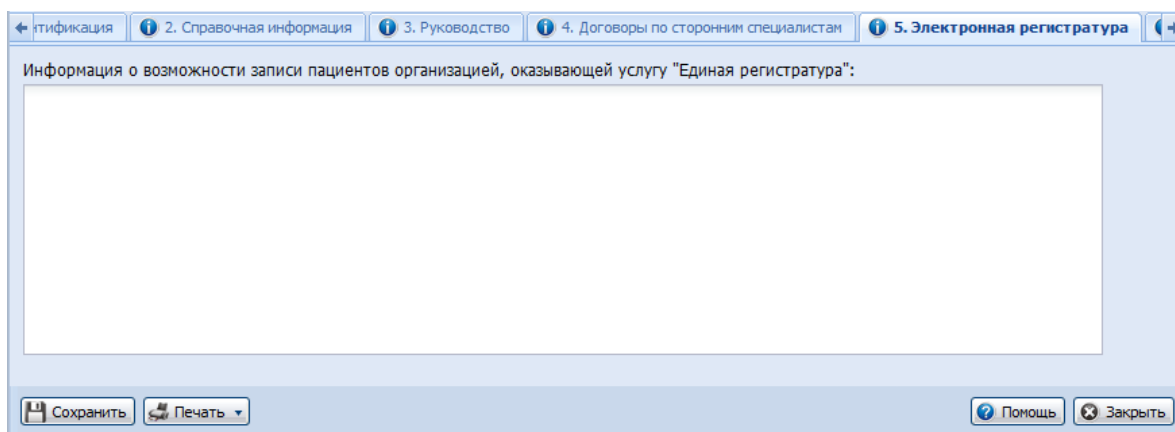 нтификация 2. Справочная информация 3. Руководство 4. Договоры по сторонним специалистам 5. Электронная регистратура
Информация о возможности записи пациентов организацией, оказывающей услугу "Единая регистратура":
Сохранить Печать Помощь Закрыть